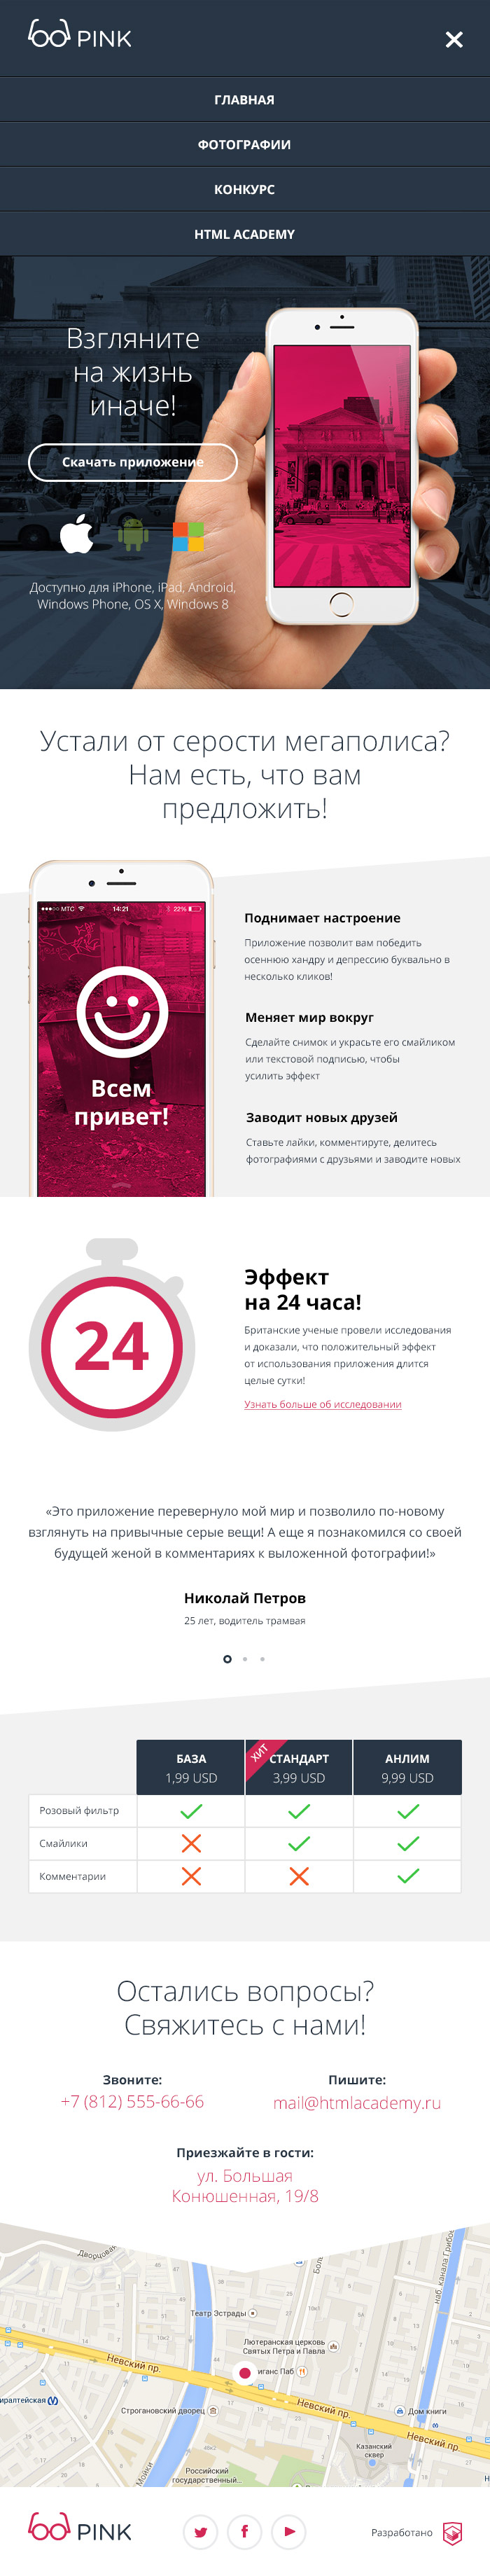 PINK
ГЛАВНАЯ
ФОТОГРАФИИ
КОНКУРС
HTML ACADEMY
Взгляните
на жизнь
иначе!
Скачать приложение
Доступно для iPhone, iPad, Android,
Windows Phone, OS X, Windows 8
Устали от серости мегаполиса?
Нам есть, что вам
предложить!
МТС 14:21 22%
Всем
привет!
Поднимает настроение
Приложение позволит вам победить
осеннюю хандру и депрессию буквально в
несколько кликов!
Меняет мир вокруг
Сделайте снимок и украсьте его смайликом
или текстовой подписью, чтобы
усилить эффект
Заводит новых друзей
Ставьте лайки, комментируте, делитесь
фотографиями с друзьями и заводите новых
24
Эффект
на 24 часа!
Британские ученые провели исследования
и доказали, что положительный эффект
от использования приложения длится
целые сутки!
Узнать больше об исследовании
«Это приложение перевернуло мой мир и позволило по-новому
взглянуть на привычные серые вещи! А еще я познакомился со своей
будущей женой в комментариях к выложенной фотографии!»
Николай Петров
25 лет, водитель трамвая
БАЗА ХИТ СТАНДАРТ АНЛИМ
1,99 USD 3,99 USD 9,99 USD
Розовый фильтр
Смайлики
Комментарии
Остались вопросы?
Свяжитесь с нами!
Звоните: Пишите:
+7 (812) 555-66-66 mail@htmlacademy.ru
Приезжайте в гости:
ул. Большая
Конюшенная, 19/8
Дворцовая
наб. канала Грибо
Театр Эстрады
Лютеранская церковь
Святых Петра и Павла
Невский пр.
иганс Паб
иралтейская
Строгановский дворец
Невский пр.
Дом книги
Невский пр.
Казанский
сквер
Мойки
Российский
государственный...
PINK
Разработано